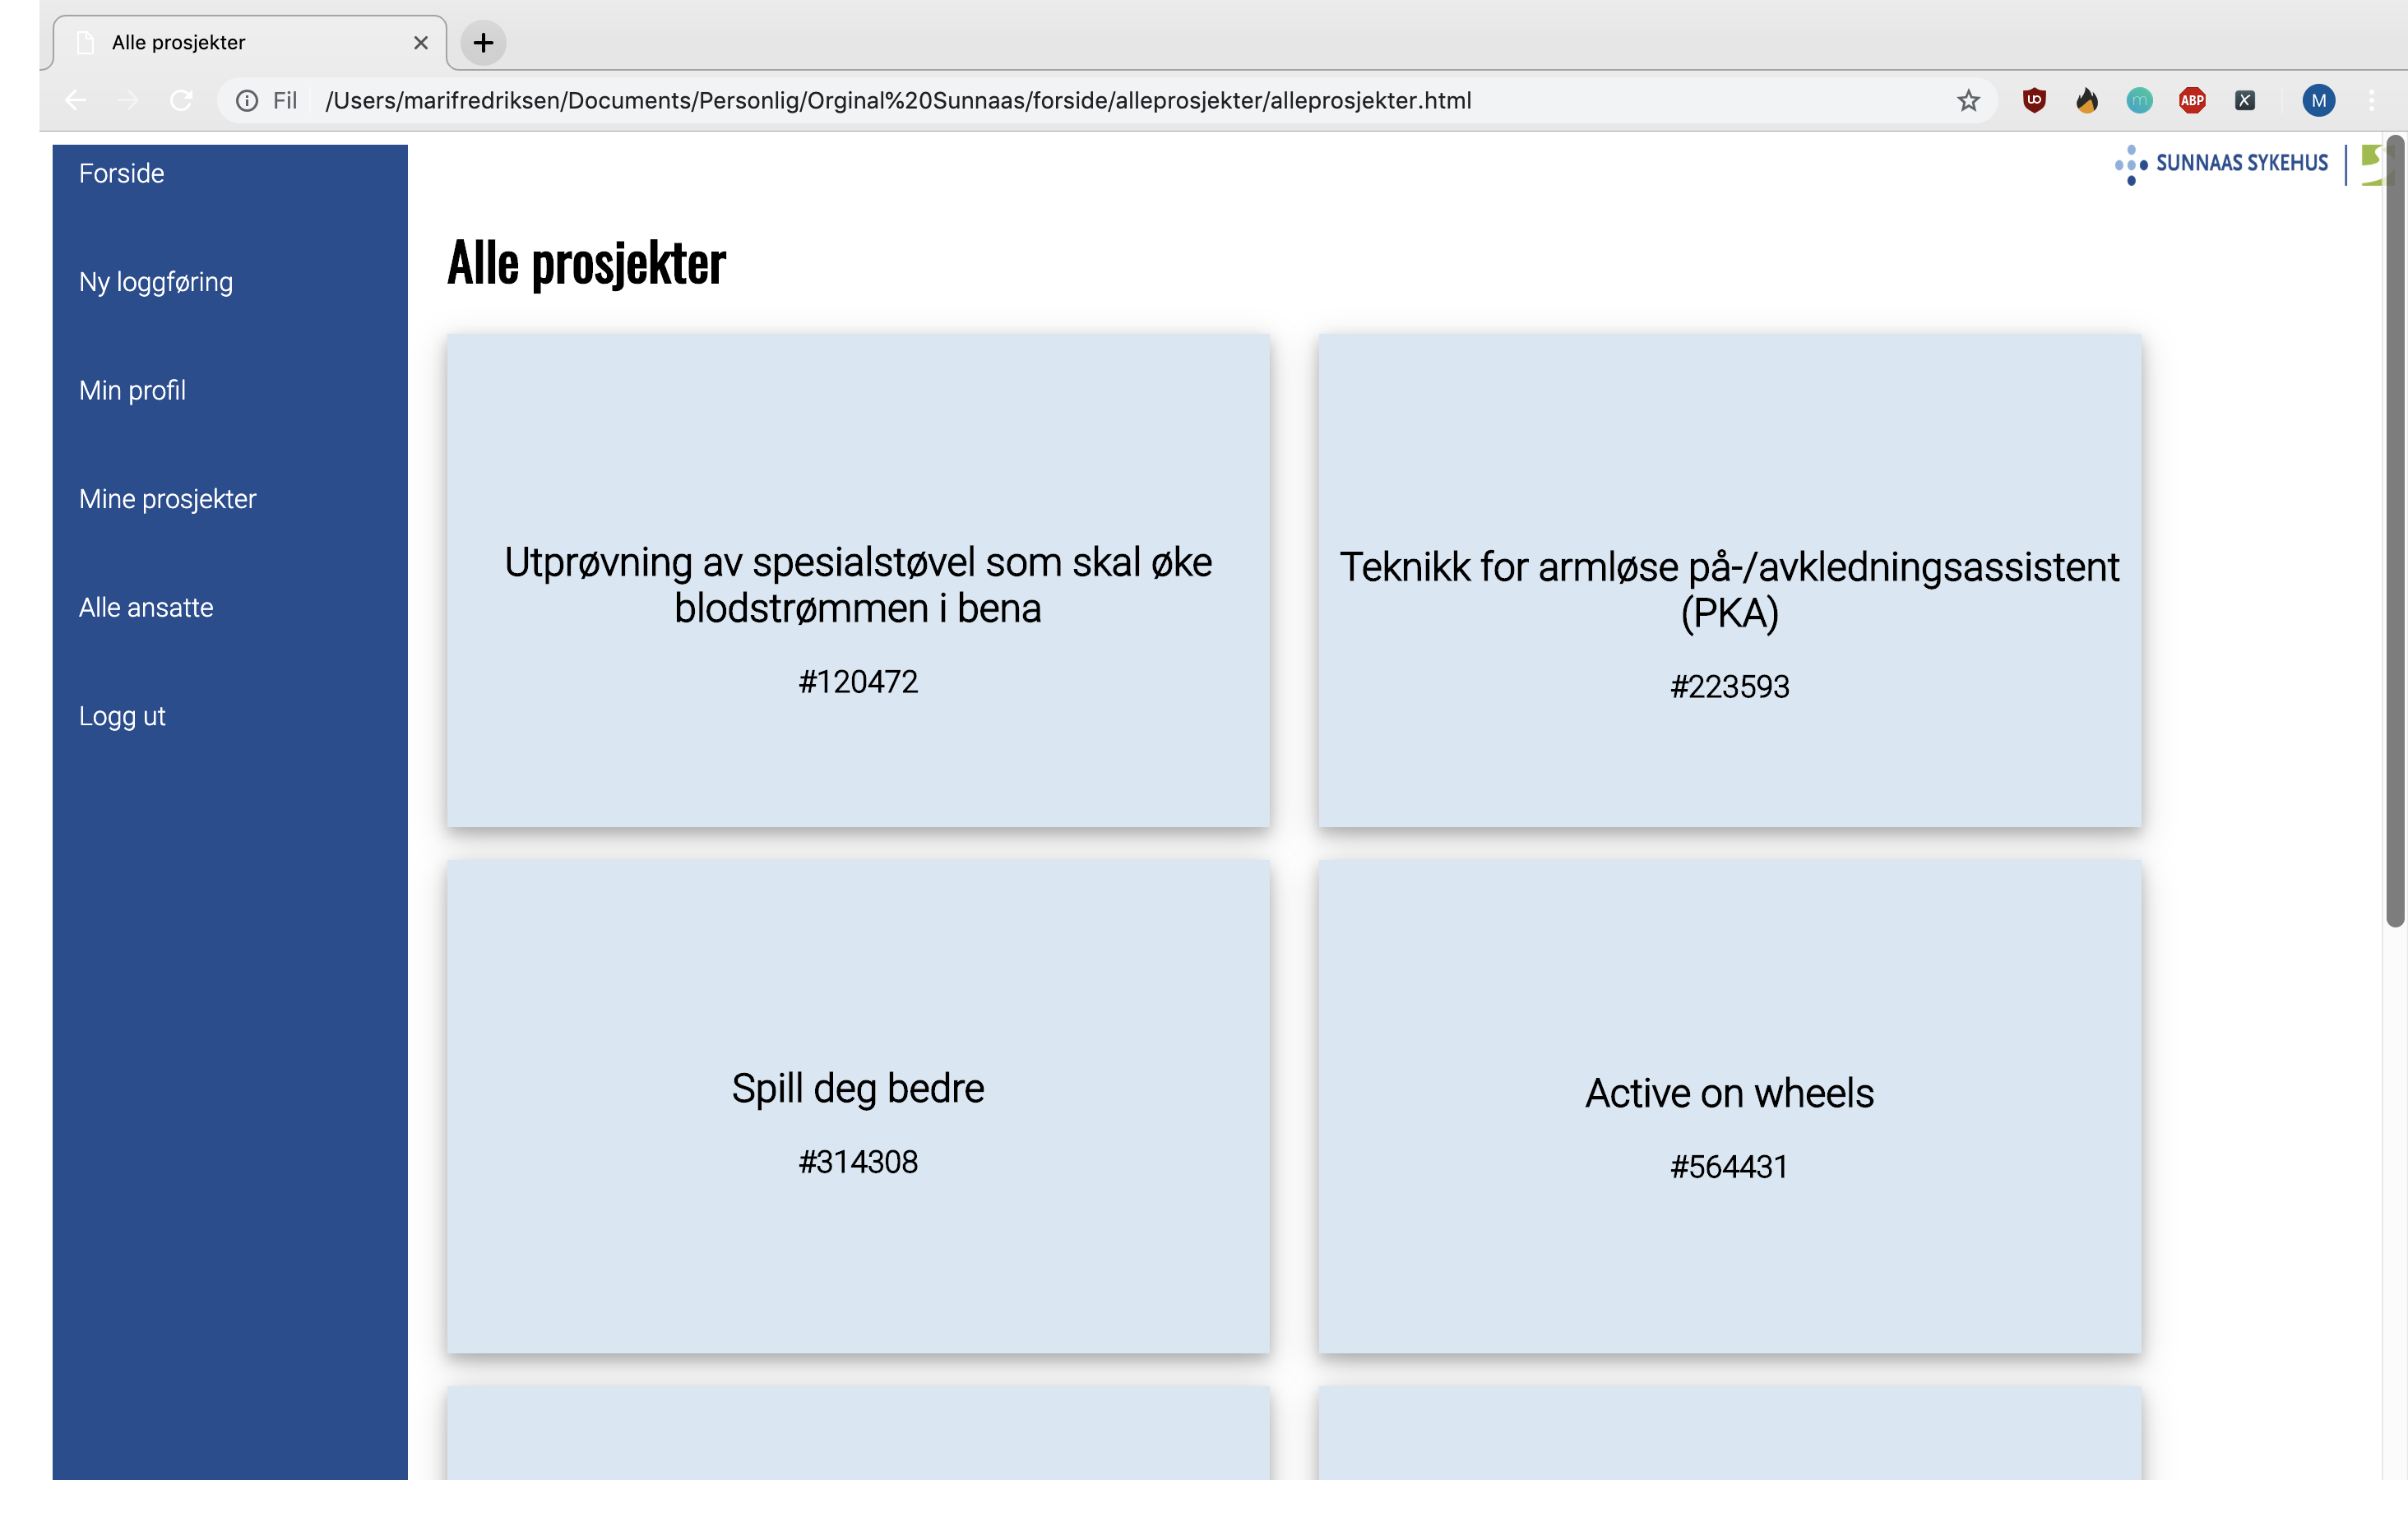 Alle prosjekter
Fil /Users/marifredriksen/Documents/Personlig/Orginal%20Sunnaas/forside/alleprosjekter/alleprosjekter.html
ABP
M
Forside
Ny loggføring
Min profil
Mine prosjekter
Alle ansatte
Logg ut
SUNNAAS SYKEHUS
Alle prosjekter
Utprøvning av spesialstøvel som skal øke
blodstrømmen i bena
#120472
Teknikk for armløse på-/avkledningsassistent
(PKA)
#223593
Spill deg bedre
#314308
Active on wheels
#564431